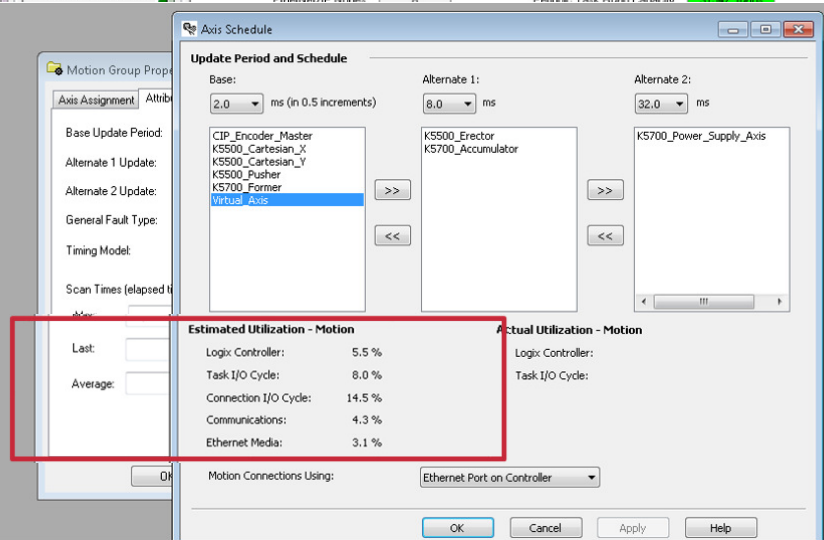 Axis Schedule
Update Period and Schedule
Base:
2.0 ms (in 0.5 increments)
CIP_Encoder_Master
K5500_Cartesian_X
K5500_Cartesian_Y
K5500_Pusher
K5700_Former
Virtual_Axis
>>
<<
Alternate 1:
8.0 ms
K5500_Erector
K5700_Accumulator
>>
<<
Alternate 2:
32.0 ms
K5700_Power_Supply_Axis
Estimated Utilization - Motion
Logix Controller: 5.5 %
Task I/O Cycle: 8.0 %
Connection I/O Cycle: 14.5 %
Communications: 4.3 %
Ethernet Media: 3.1 %
Actual Utilization - Motion
Logix Controller:
Task I/O Cycle:
Motion Connections Using: Ethernet Port on Controller
OK Cancel Apply Help
Motion Group Prope
Axis Assignment Attrib
Base Update Period:
Alternate 1 Update:
Alternate 2 Update:
General Fault Type:
Timing Model:
Scan Times (elapsed ti
Last:
Average: